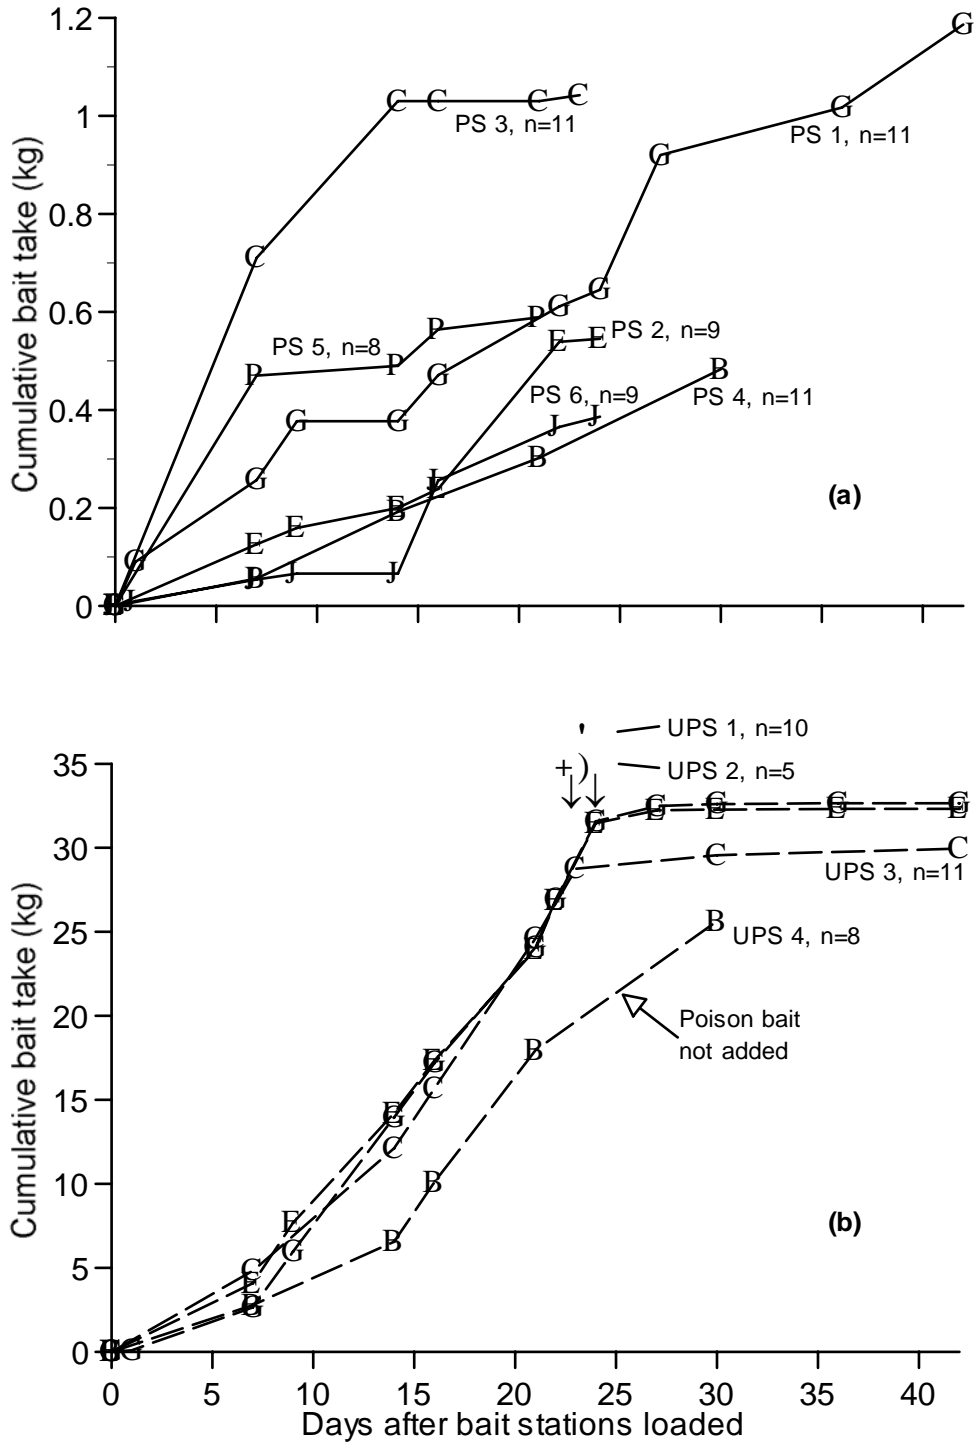 1.2
1
0.8
0.6
0.4
0.2
0
Cumulative bait take (kg)
C
C
C
C
C
PS 3, n=11
G
G
G
PS 1, n=11
G
G
G
G
G
G
G
P
P
P
P
PS 5, n=8
E
E
PS 2, n=9
PS 6, n=9
J
J
B
PS 4, n=11
B
J
E
E
B
E
E
J
B
J
J
J
(a)
' UPS 1, n=10
+) UPS 2, n=5
35
30
25
20
15
10
5
0
Cumulative bait take (kg)
G
E
G
E
G
E
G
E
G
E
C
C
C
UPS 3, n=11
G
E
G
E
B
UPS 4, n=8
Poison bait
not added
B
E
G
C
B
E
G
C
B
E
G
C
E
B
G
G
(b)
0 5 10 15 20 25 30 35 40
Days after bait stations loaded